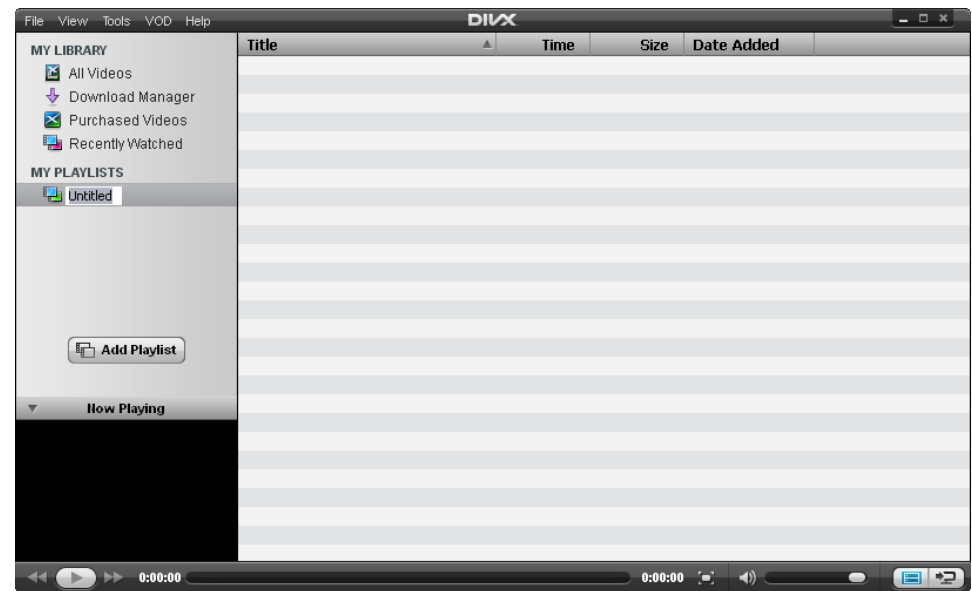 File View Tools VOD Help DIVX
MY LIBRARY
Title Time Size Date Added
All Videos
Download Manager
Purchased Videos
Recently Watched
MY PLAYLISTS
Untitled
Add Playlist
Now Playing
0:00:00 0:00:00